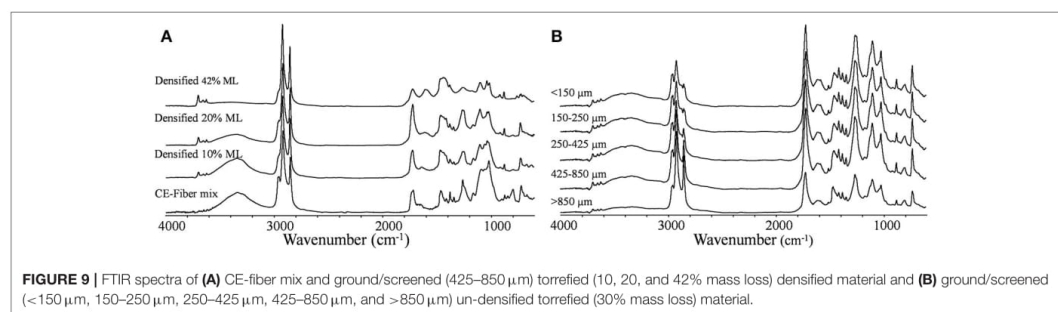 A
Densified 42% ML
Densified 20% ML
Densified 10% ML
CE-Fiber mix
4000 3000 2000 1000
Wavenumber (cm-1)
B
<150 μm
150-250 μm
250-425 μm
425-850 μm
>850 μm
4000 3000 2000 1000
Wavenumber (cm-1)
FIGURE 9 | FTIR spectra of (A) CE-fiber mix and ground/screened (425–850 μm) torrefied (10, 20, and 42% mass loss) densified material and (B) ground/screened
(<150 μm, 150–250 μm, 250–425 μm, 425–850 μm, and >850 μm) un-densified torrefied (30% mass loss) material.